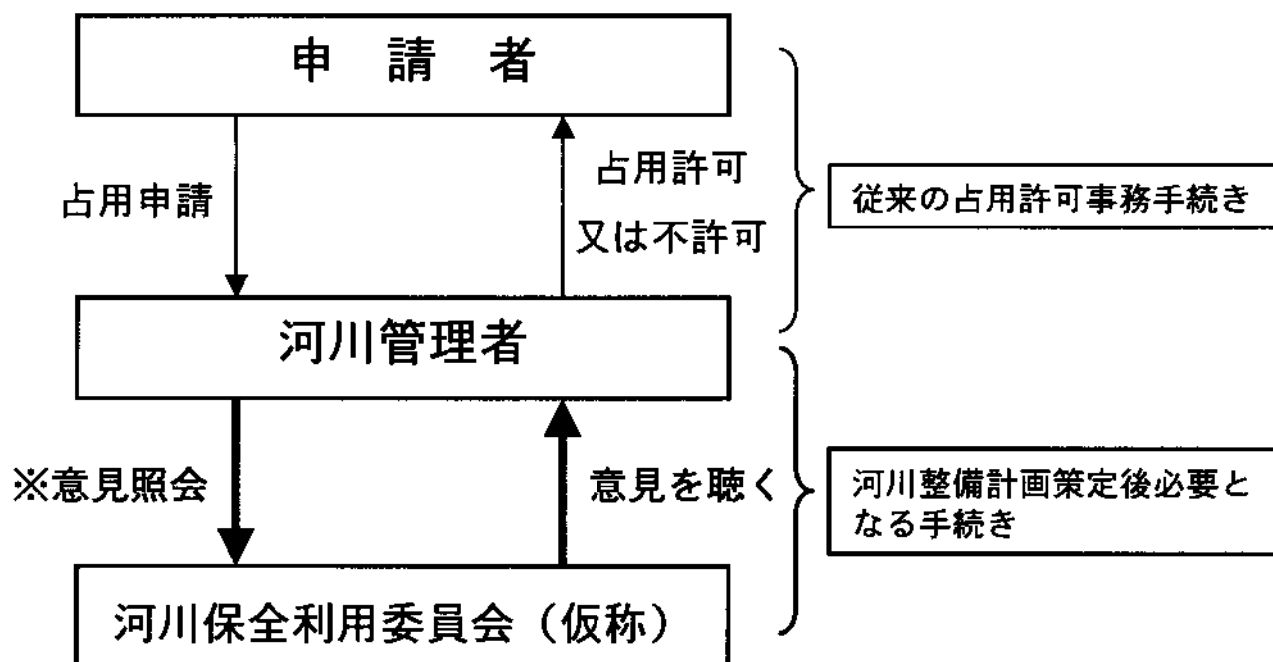 申請者
占用申請
占用許可
又は不許可
従来の占用許可事務手続き
河川管理者
※意見照会
意見を聴く
河川整備計画策定後必要と
なる手続き
河川保全利用委員会（仮称）